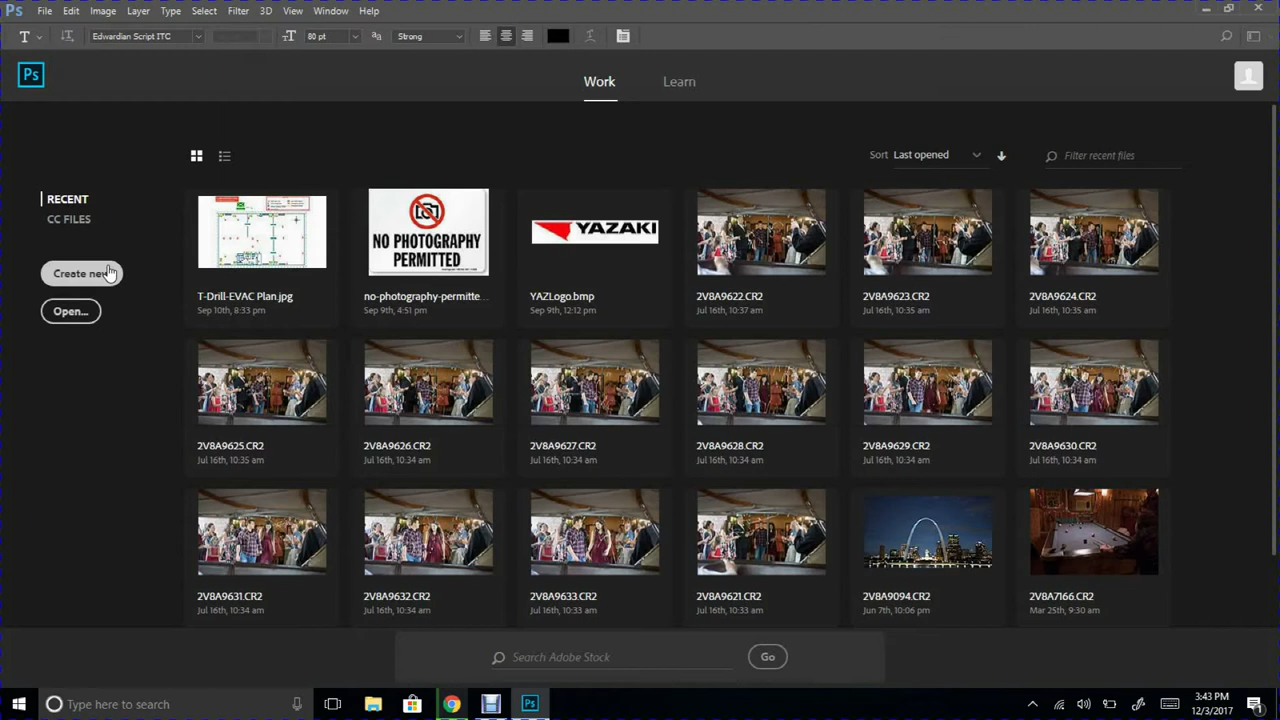 Ps File Edit Image Layer Type Select Filter 3D View Window Help
T Edwardian Script ITC 80 pt Strong
Ps Work Learn
Sort Last opened Filter recent files
RECENT
CC FILES
Create new
Open...
NO PHOTOGRAPHY
PERMITTED
YAZAKI
T-Drill-EVAC Plan.jpg no-photography-permitte... YAZLogo.bmp 2V8A9622.CR2 2V8A9623.CR2 2V8A9624.CR2
Sep 10th, 8:33 pm Sep 9th, 4:51 pm Sep 9th, 12:12 pm Jul 16th, 10:37 am Jul 16th, 10:35 am Jul 16th, 10:35 am
2V8A9625.CR2 2V8A9626.CR2 2V8A9627.CR2 2V8A9628.CR2 2V8A9629.CR2 2V8A9630.CR2
Jul 16th, 10:35 am Jul 16th, 10:34 am Jul 16th, 10:34 am Jul 16th, 10:34 am Jul 16th, 10:34 am Jul 16th, 10:34 am
2V8A9631.CR2 2V8A9632.CR2 2V8A9633.CR2 2V8A9621.CR2 2V8A9094.CR2 2V8A7166.CR2
Jul 16th, 10:34 am Jul 16th, 10:34 am Jul 16th, 10:33 am Jul 16th, 10:33 am Jun 7th, 10:06 pm Mar 25th, 9:30 am
Search Adobe Stock Go
Type here to search Ps 3:43 PM
12/3/2017